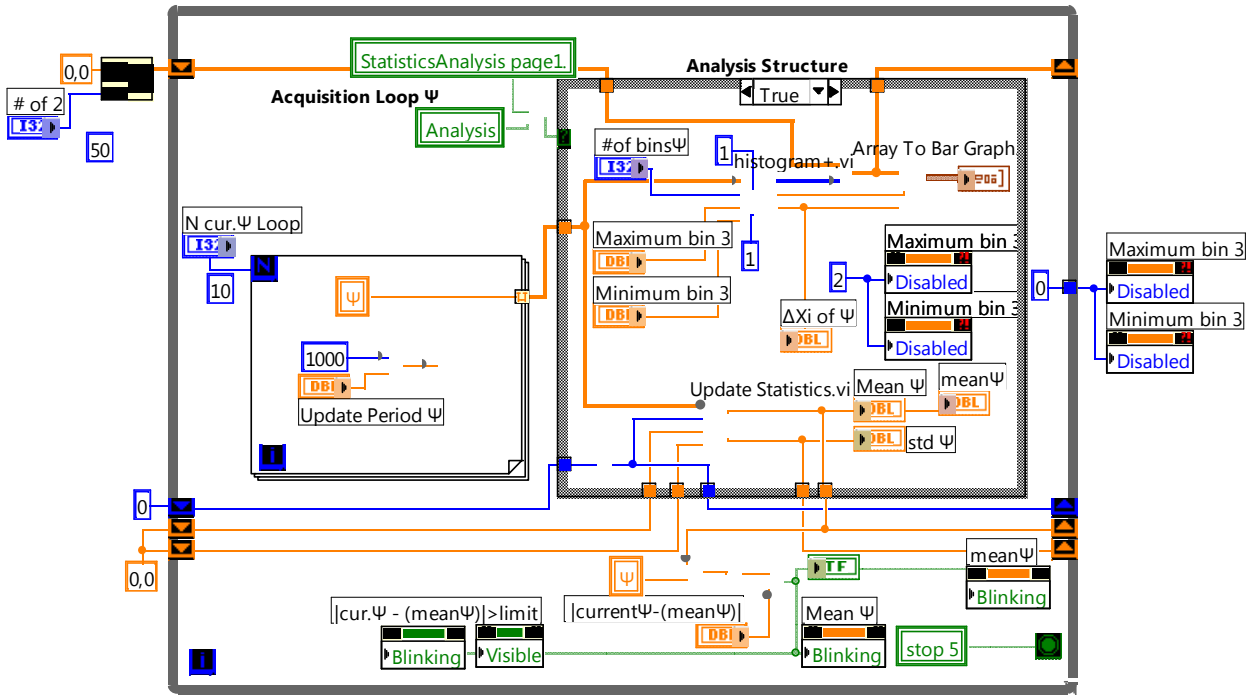 StatisticsAnalysis page1.
Analysis Structure
True
0,0
Acquisition Loop Ψ
# of 2
I32
50
Analysis
?
#of binsΨ
I32
1
histogram+.vi
Array To Bar Graph
N cur.Ψ Loop
I32
10
N
Maximum bin 3
DBL
1
Minimum bin 3
DBL
Maximum bin 3
Disabled
2
Minimum bin 3
Disabled
0
Maximum bin 3
Disabled
Minimum bin 3
Disabled
Ψ
ΔXi of Ψ
DBL
1000
DBL
Update Period Ψ
i
Update Statistics.vi
Mean Ψ
DBL
meanΨ
DBL
DBL
std Ψ
0
0,0
Ψ
TF
meanΨ
Blinking
|cur.Ψ - (meanΨ)|>limit
Blinking
Visible
|currentΨ-(meanΨ)|
DBL
Mean Ψ
Blinking
stop 5
i